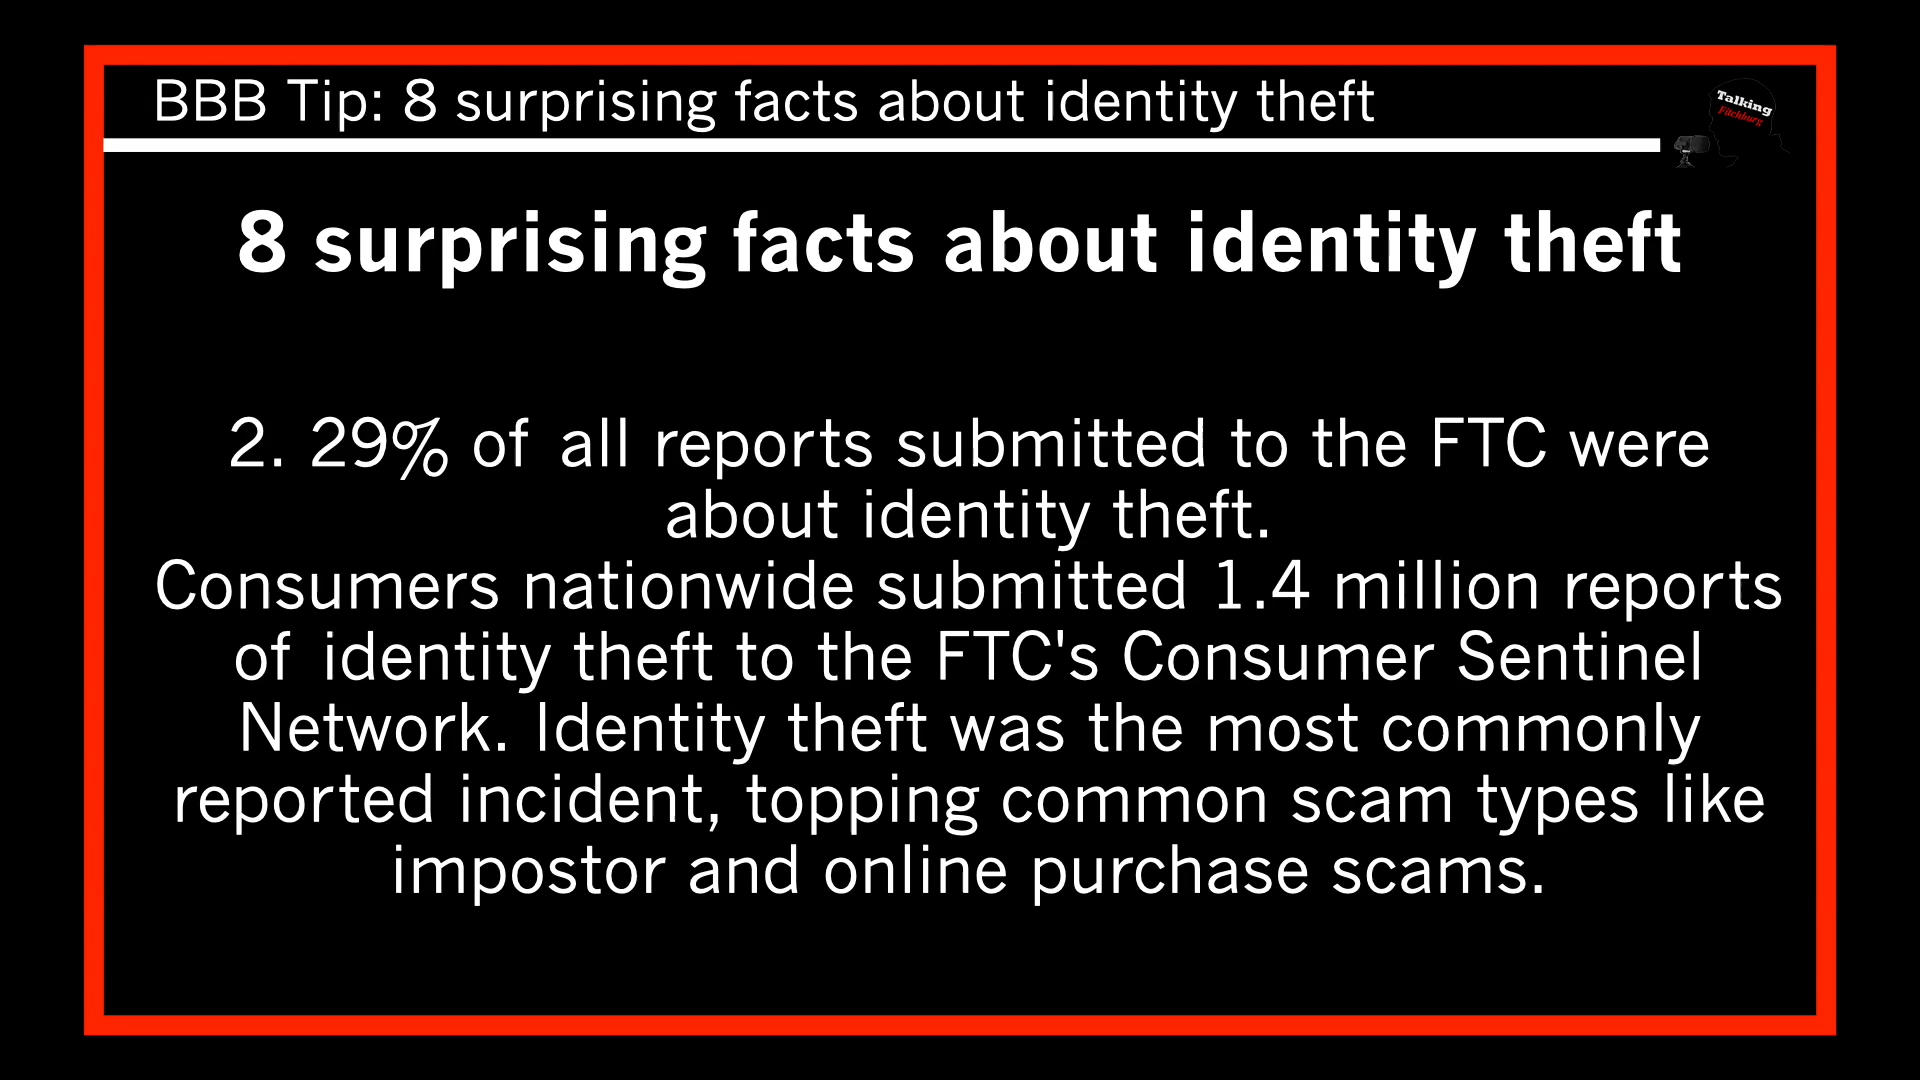 BBB Tip: 8 surprising facts about identity theft
Talking
Fitchburg
8 surprising facts about identity theft
2. 29% of all reports submitted to the FTC were
about identity theft.
Consumers nationwide submitted 1.4 million reports
of identity theft to the FTC's Consumer Sentinel
Network. Identity theft was the most commonly
reported incident, topping common scam types like
impostor and online purchase scams.